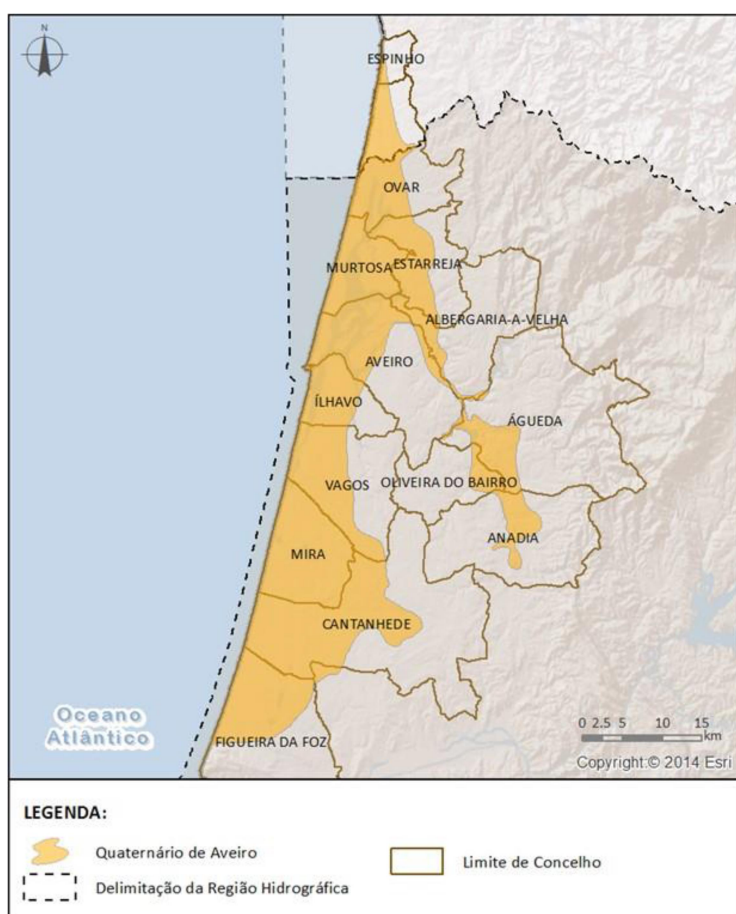 ESPINHO
OVAR
MURTOSA
ESTARREJA
ALBERGARIA-A-VELHA
AVEIRO
ÍLHAVO
ÁGUEDA
VAGOS
OLIVEIRA DO BAIRRO
ANADIA
MIRA
CANTANHEDE
Oceano
Atlântico
FIGUEIRA DA FOZ
0 2.5 5 10 15
km
Copyright:© 2014 Esri
LEGENDA:
Quaternário de Aveiro
Limite de Concelho
Delimitação da Região Hidrográfica